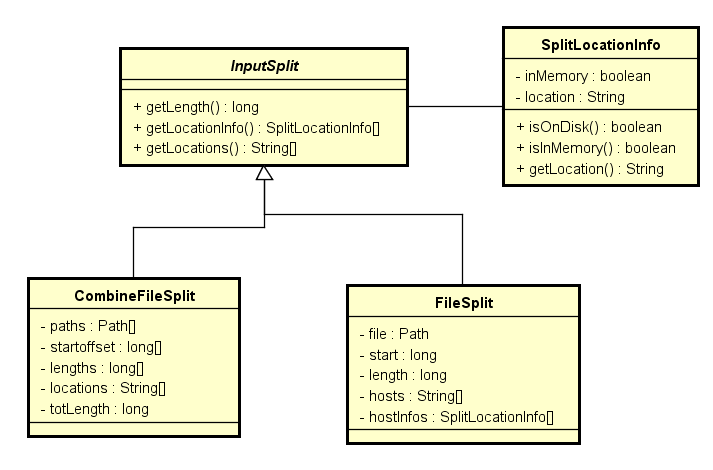 InputSplit
+ getLength() : long
+ getLocationInfo() : SplitLocationInfo[]
+ getLocations() : String[]
SplitLocationInfo
- inMemory : boolean
- location : String
+ isOnDisk() : boolean
+ isInMemory() : boolean
+ getLocation() : String
CombineFileSplit
- paths : Path[]
- startoffset : long[]
- lengths : long[]
- locations : String[]
- totLength : long
FileSplit
- file : Path
- start : long
- length : long
- hosts : String[]
- hostInfos : SplitLocationInfo[]